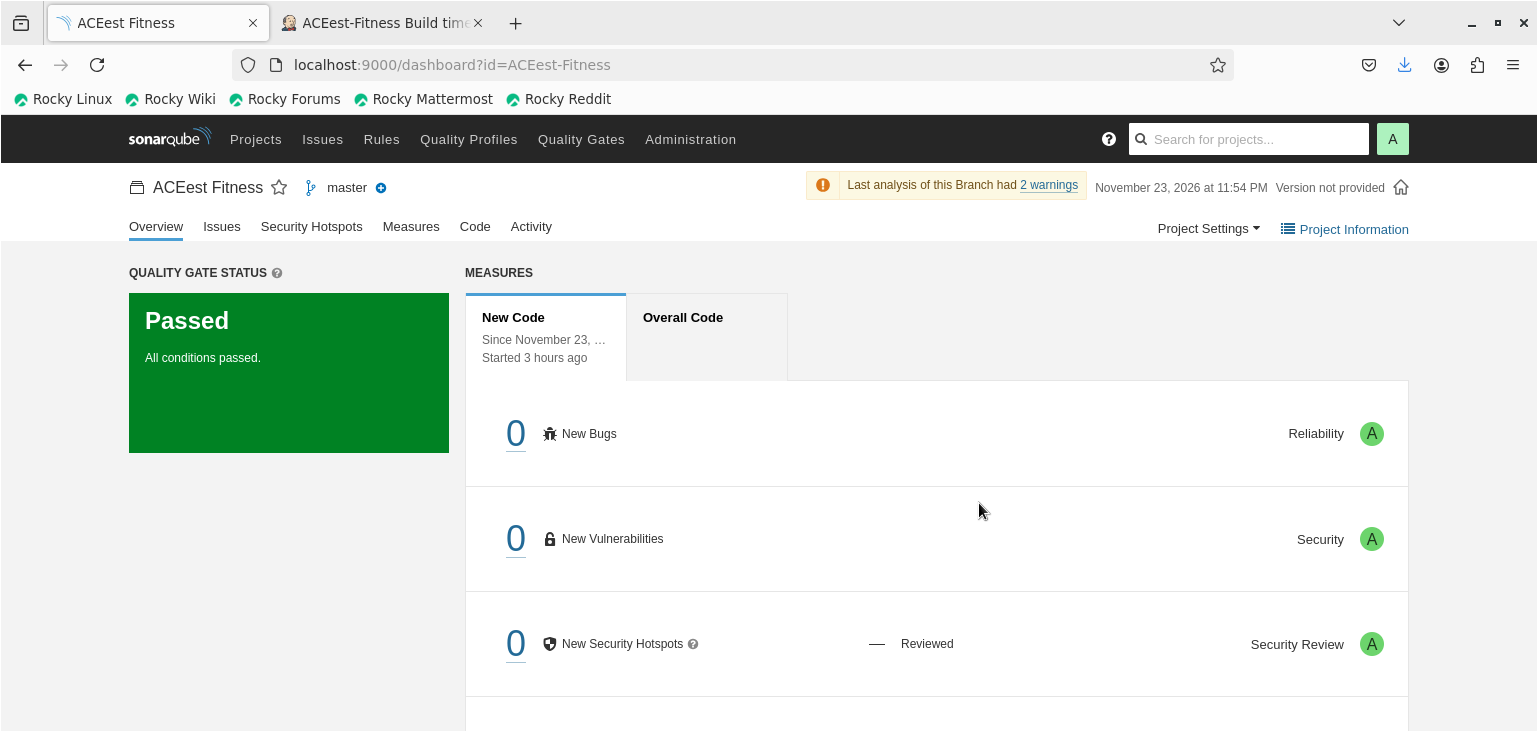 ACEest Fitness
ACEest-Fitness Build time
localhost:9000/dashboard?id=ACEest-Fitness
Rocky Linux Rocky Wiki Rocky Forums Rocky Mattermost Rocky Reddit
sonarqube Projects Issues Rules Quality Profiles Quality Gates Administration ? Search for projects... A
ACEest Fitness master Last analysis of this Branch had 2 warnings November 23, 2026 at 11:54 PM Version not provided
Overview Issues Security Hotspots Measures Code Activity Project Settings Project Information
QUALITY GATE STATUS ?
Passed
All conditions passed.
MEASURES
New Code
Since November 23, …
Started 3 hours ago
Overall Code
0 New Bugs Reliability A
0 New Vulnerabilities Security A
0 New Security Hotspots ? — Reviewed Security Review A